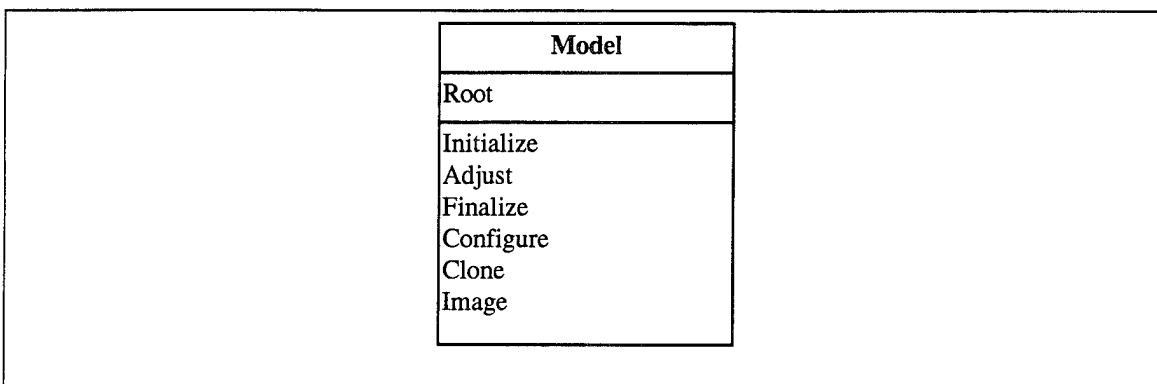 Model
Root
Initialize
Adjust
Finalize
Configure
Clone
Image